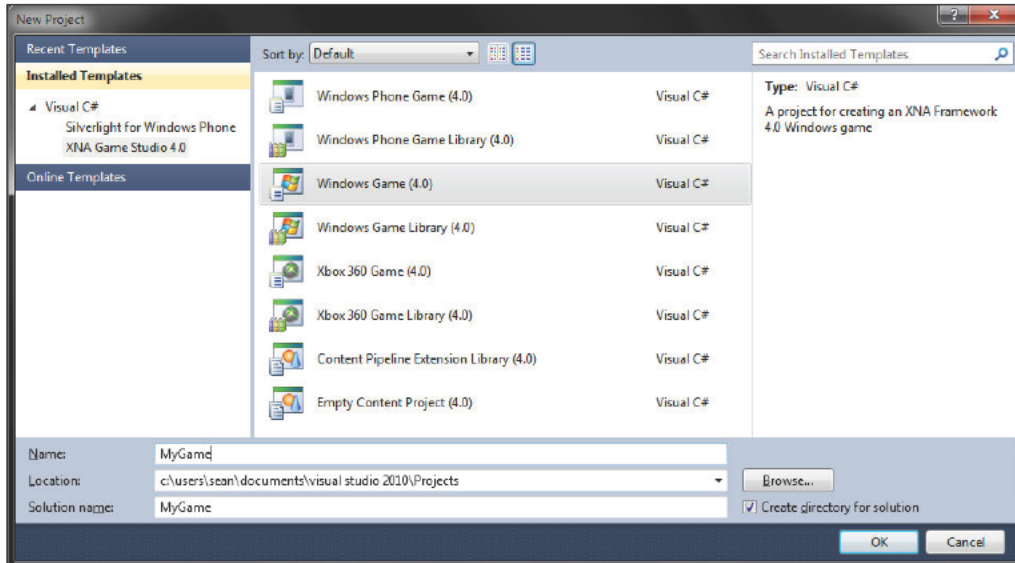 New Project
Recent Templates
Installed Templates
Visual C#
Silverlight for Windows Phone
XNA Game Studio 4.0
Online Templates
Sort by: Default
Windows Phone Game (4.0) Visual C#
Windows Phone Game Library (4.0) Visual C#
Windows Game (4.0) Visual C#
Windows Game Library (4.0) Visual C#
Xbox 360 Game (4.0) Visual C#
Xbox 360 Game Library (4.0) Visual C#
Content Pipeline Extension Library (4.0) Visual C#
Empty Content Project (4.0) Visual C#
Search Installed Templates
Type: Visual C#
A project for creating an XNA Framework
4.0 Windows game
Name: MyGame
Location: c:\users\sean\documents\visual studio 2010\Projects Browse...
Solution name: MyGame Create directory for solution
OK Cancel